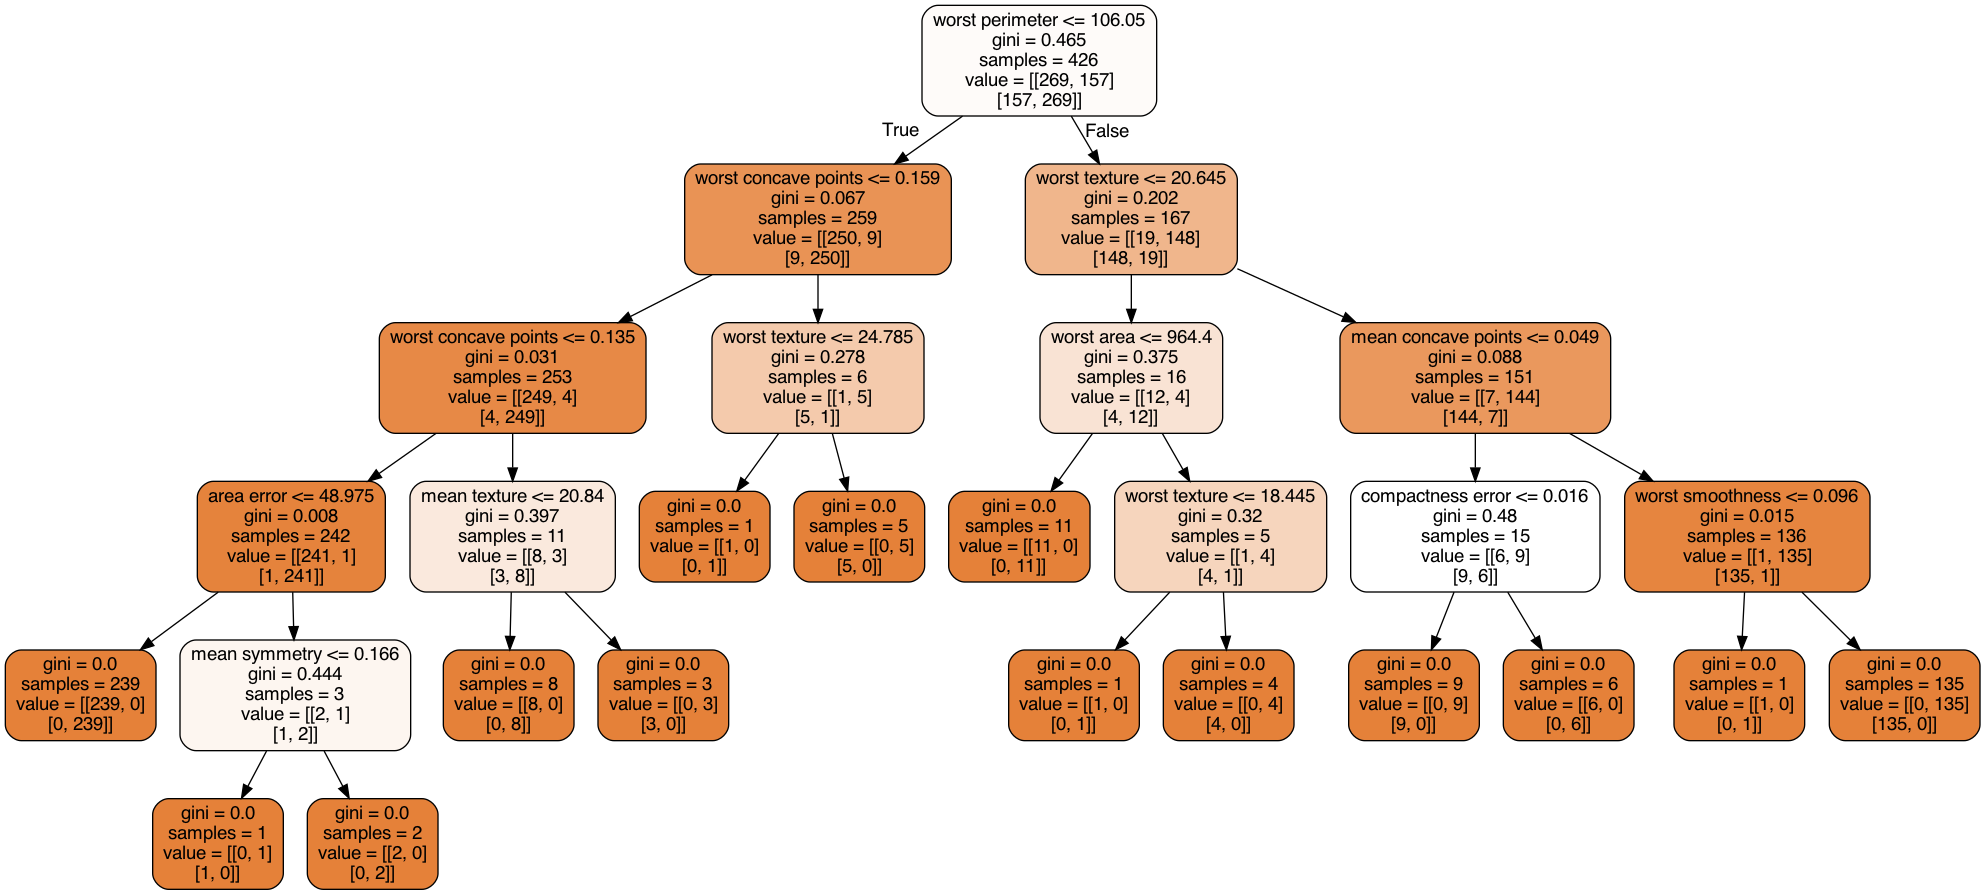 worst perimeter <= 106.05
gini = 0.465
samples = 426
value = [[269, 157]
[157, 269]]
True
False
worst concave points <= 0.159
gini = 0.067
samples = 259
value = [[250, 9]
[9, 250]]
worst texture <= 20.645
gini = 0.202
samples = 167
value = [[19, 148]
[148, 19]]
worst concave points <= 0.135
gini = 0.031
samples = 253
value = [[249, 4]
[4, 249]]
worst texture <= 24.785
gini = 0.278
samples = 6
value = [[1, 5]
[5, 1]]
worst area <= 964.4
gini = 0.375
samples = 16
value = [[12, 4]
[4, 12]]
mean concave points <= 0.049
gini = 0.088
samples = 151
value = [[7, 144]
[144, 7]]
area error <= 48.975
gini = 0.008
samples = 242
value = [[241, 1]
[1, 241]]
mean texture <= 20.84
gini = 0.397
samples = 11
value = [[8, 3]
[3, 8]]
gini = 0.0
samples = 1
value = [[1, 0]
[0, 1]]
gini = 0.0
samples = 5
value = [[0, 5]
[5, 0]]
gini = 0.0
samples = 11
value = [[11, 0]
[0, 11]]
worst texture <= 18.445
gini = 0.32
samples = 5
value = [[1, 4]
[4, 1]]
compactness error <= 0.016
gini = 0.48
samples = 15
value = [[6, 9]
[9, 6]]
worst smoothness <= 0.096
gini = 0.015
samples = 136
value = [[1, 135]
[135, 1]]
gini = 0.0
samples = 239
value = [[239, 0]
[0, 239]]
mean symmetry <= 0.166
gini = 0.444
samples = 3
value = [[2, 1]
[1, 2]]
gini = 0.0
samples = 8
value = [[8, 0]
[0, 8]]
gini = 0.0
samples = 3
value = [[0, 3]
[3, 0]]
gini = 0.0
samples = 1
value = [[1, 0]
[0, 1]]
gini = 0.0
samples = 4
value = [[0, 4]
[4, 0]]
gini = 0.0
samples = 9
value = [[0, 9]
[9, 0]]
gini = 0.0
samples = 6
value = [[6, 0]
[0, 6]]
gini = 0.0
samples = 1
value = [[1, 0]
[0, 1]]
gini = 0.0
samples = 135
value = [[0, 135]
[135, 0]]
gini = 0.0
samples = 1
value = [[0, 1]
[1, 0]]
gini = 0.0
samples = 2
value = [[2, 0]
[0, 2]]